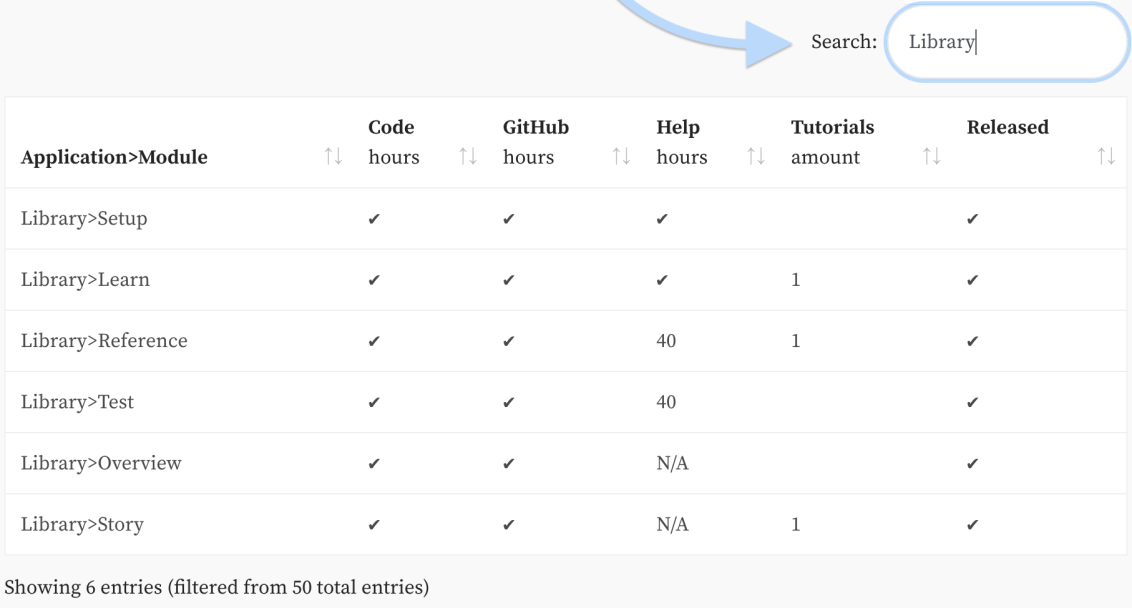 Search: Library
Code GitHub Help Tutorials Released
Application>Module ↑↓ hours ↑↓ hours ↑↓ hours ↑↓ amount ↑↓ ↑↓
Library>Setup ✔ ✔ ✔ ✔
Library>Learn ✔ ✔ ✔ 1 ✔
Library>Reference ✔ ✔ 40 1 ✔
Library>Test ✔ ✔ 40 ✔
Library>Overview ✔ ✔ N/A ✔
Library>Story ✔ ✔ N/A 1 ✔
Showing 6 entries (filtered from 50 total entries)